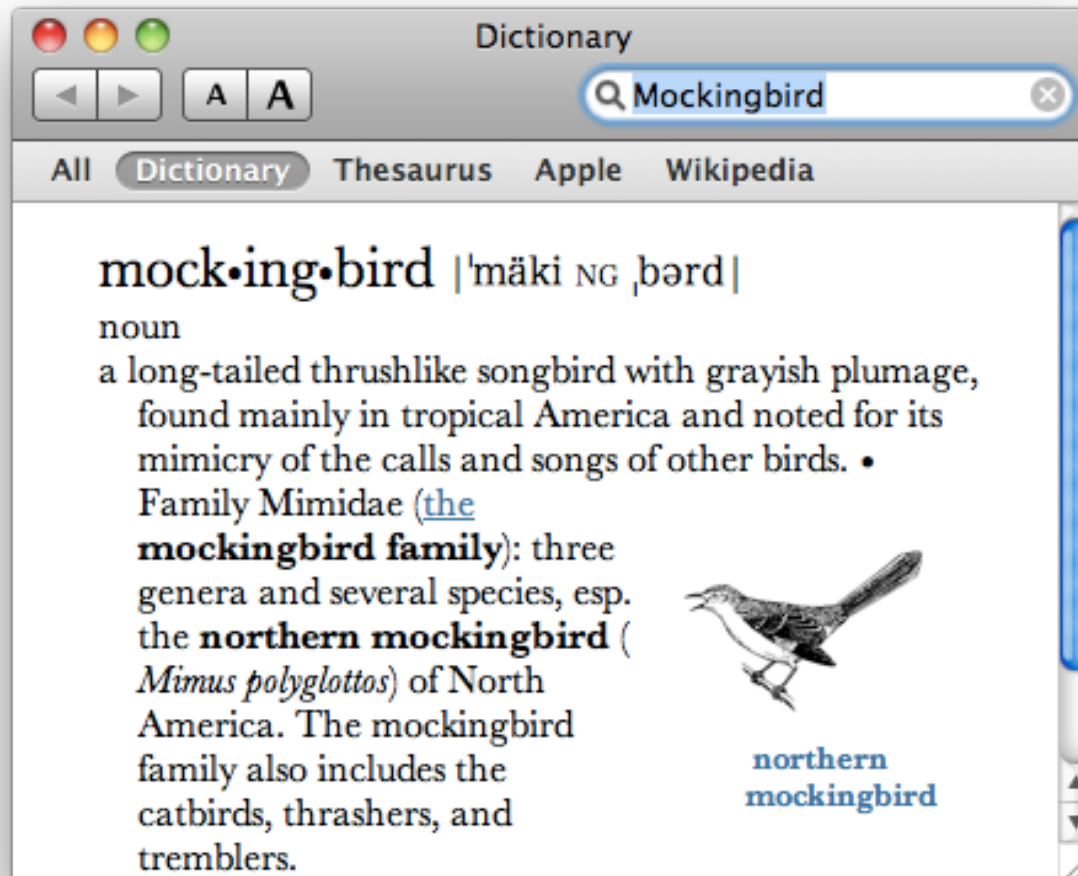 Dictionary
A A Mockingbird
All Dictionary Thesaurus Apple Wikipedia
mock•ing•bird |ˈmäki NG ˌbərd|
noun
a long-tailed thrushlike songbird with grayish plumage,
found mainly in tropical America and noted for its
mimicry of the calls and songs of other birds. •
Family Mimidae (the
mockingbird family): three
genera and several species, esp.
the northern mockingbird (
Mimus polyglottos) of North
America. The mockingbird
family also includes the
catbirds, thrashers, and
tremblers.
northern
mockingbird